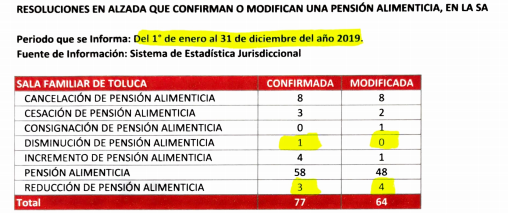 RESOLUCIONES EN ALZADA QUE CONFIRMAN O MODIFICAN UNA PENSIÓN ALIMENTICIA, EN LA SA
Periodo que se Informa: Del 1° de enero al 31 de diciembre del año 2019.
Fuente de Información: Sistema de Estadística Jurisdiccional
SALA FAMILIAR DE TOLUCA CONFIRMADA MODIFICADA
CANCELACIÓN DE PENSIÓN ALIMENTICIA 8 8
CESACIÓN DE PENSIÓN ALIMENTICIA 3 2
CONSIGNACIÓN DE PENSIÓN ALIMENTICIA 0 1
DISMINUCIÓN DE PENSIÓN ALIMENTICIA 1 0
INCREMENTO DE PENSIÓN ALIMENTICIA 4 1
PENSIÓN ALIMENTICIA 58 48
REDUCCIÓN DE PENSIÓN ALIMENTICIA 3 4
Total 77 64